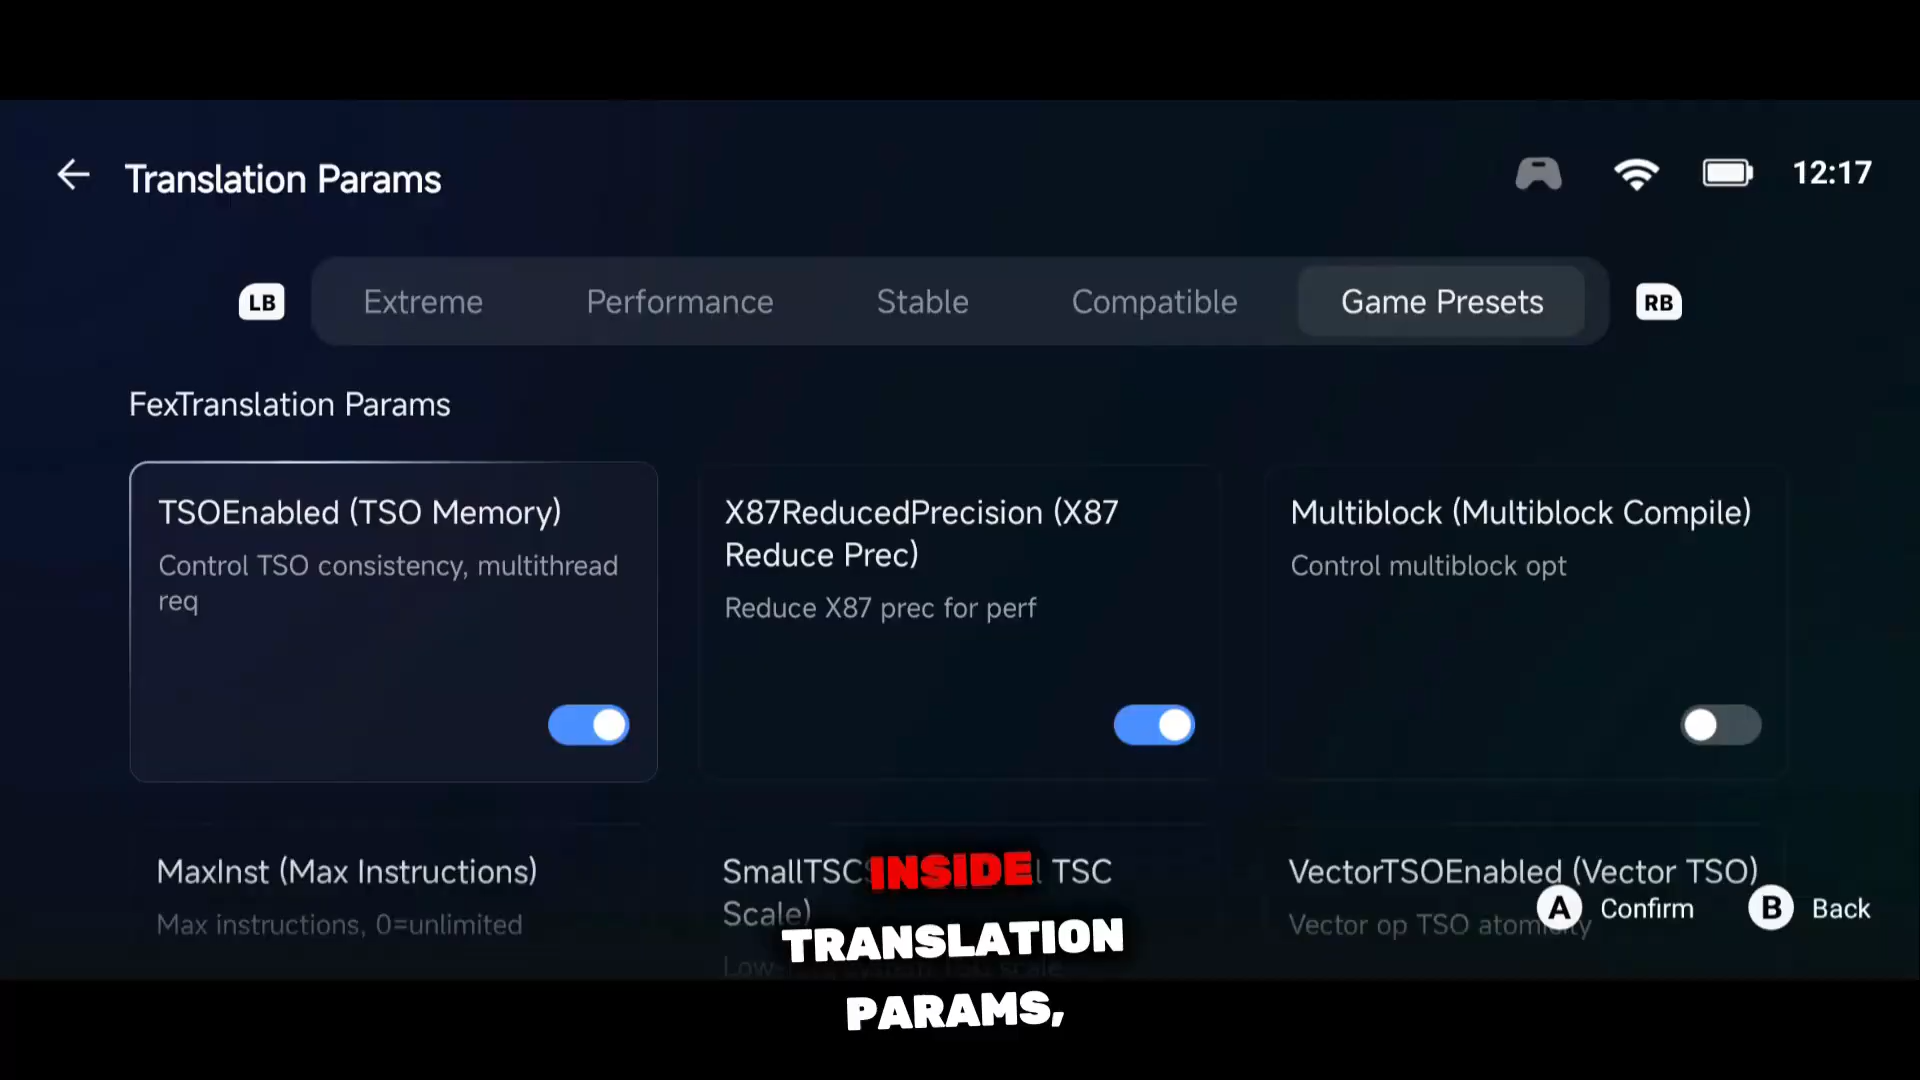 Translation Params
12:17
LB
Extreme
Performance
Stable
Compatible
Game Presets
RB
FexTranslation Params
TSOEnabled (TSO Memory)
Control TSO consistency, multithread
req
X87ReducedPrecision (X87
Reduce Prec)
Reduce X87 prec for perf
Multiblock (Multiblock Compile)
Control multiblock opt
MaxInst (Max Instructions)
Max instructions, 0=unlimited
TSC
Scale)
VectorTSOEnabled (Vector TSO)
Vector op TSO atomicity
A Confirm
B Back
INSIDE
TRANSLATION
PARAMS,